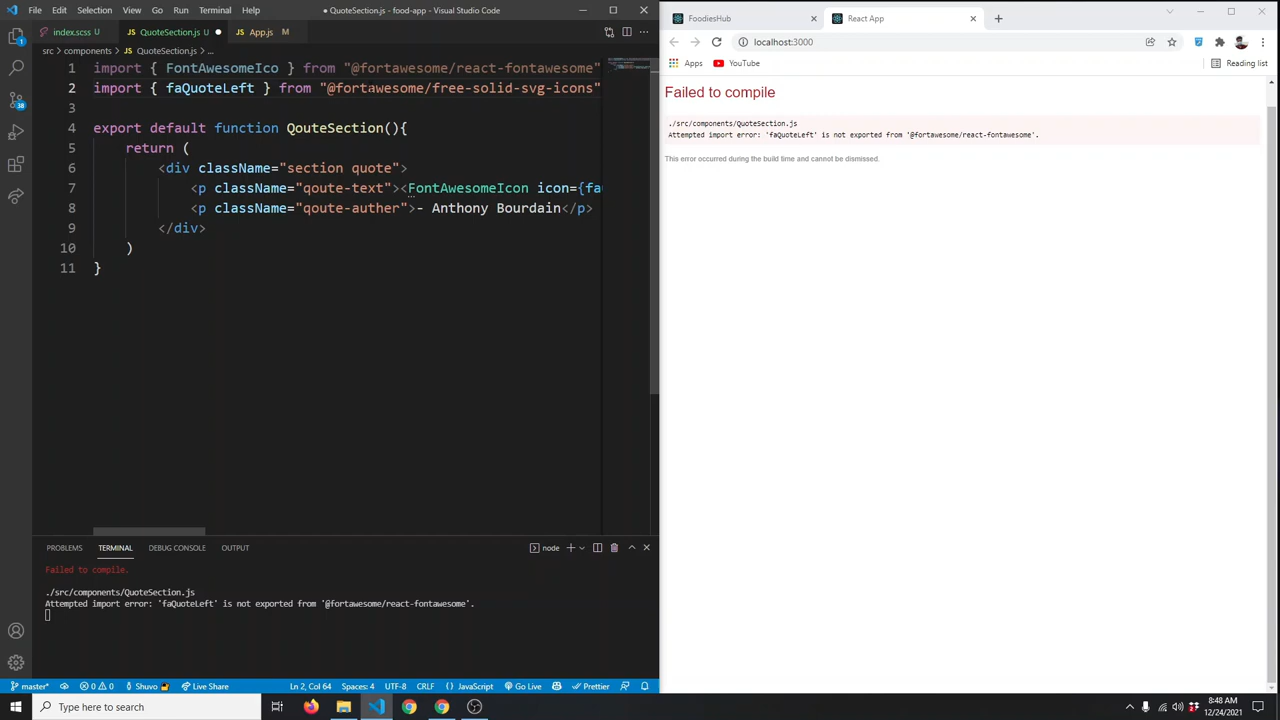 File Edit Selection View Go Run Terminal Help ● QuoteSection.js - food-app - Visual Studio Code
index.scss U JS QuoteSection.js U ● JS App.js M
src > components > JS QuoteSection.js > ...
1 import { FontAwesomeIco } from "@fortawesome/react-fontawesome"
2 import { faQuoteLeft } from "@fortawesome/free-solid-svg-icons"
3
4 export default function QouteSection(){
5 return (
6 <div className="section quote">
7 <p className="qoute-text"><FontAwesomeIcon icon={fa
8 <p className="qoute-auther">- Anthony Bourdain</p>
9 </div>
10 )
11 }
PROBLEMS TERMINAL DEBUG CONSOLE OUTPUT node
Failed to compile.
./src/components/QuoteSection.js
Attempted import error: 'faQuoteLeft' is not exported from '@fortawesome/react-fontawesome'.
master* 0 0 Shuvo Live Share Ln 2, Col 64 Spaces: 4 UTF-8 CRLF JavaScript Go Live Prettier
FoodiesHub React App
localhost:3000
Apps YouTube Reading list
Failed to compile
./src/components/QuoteSection.js
Attempted import error: 'faQuoteLeft' is not exported from '@fortawesome/react-fontawesome'.
This error occurred during the build time and cannot be dismissed.
Type here to search
8:48 AM
12/24/2021